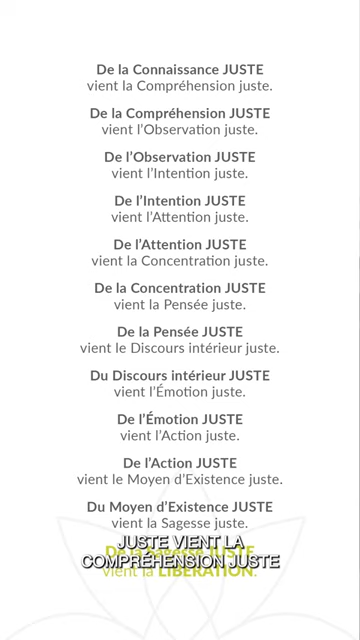 De la Connaissance JUSTE
vient la Compréhension juste.
De la Compréhension JUSTE
vient l'Observation juste.
De l'Observation JUSTE
vient l'Intention juste.
De l'Intention JUSTE
vient l'Attention juste.
De l'Attention JUSTE
vient la Concentration juste.
De la Concentration JUSTE
vient la Pensée juste.
De la Pensée JUSTE
vient le Discours intérieur juste.
Du Discours intérieur JUSTE
vient l'Émotion juste.
De l'Émotion JUSTE
vient l'Action juste.
De l'Action JUSTE
vient le Moyen d'Existence juste.
Du Moyen d'Existence JUSTE
vient la Sagesse juste.
De la Sagesse JUSTE
vient la LIBÉRATION.
JUSTE VIENT LA
COMPRÉHENSION JUSTE